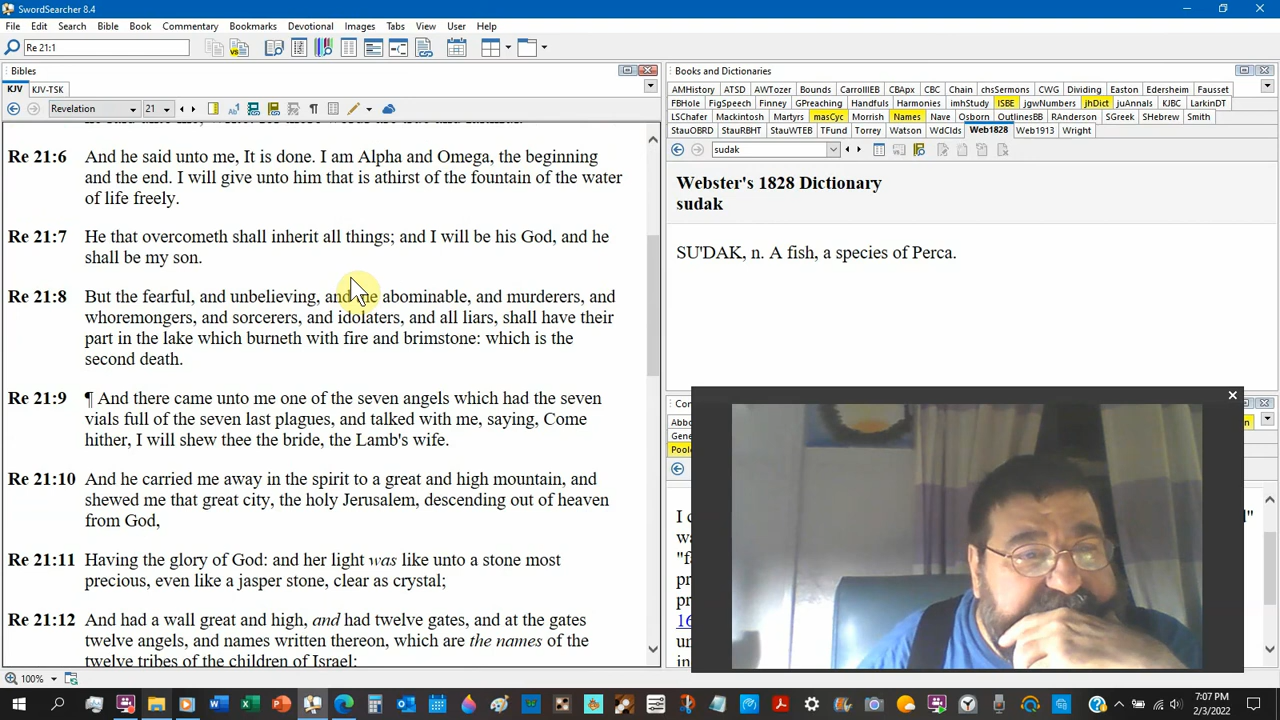 SwordSearcher 8.4
File Edit Search Bible Book Commentary Bookmarks Devotional Images Tabs View User Help
Re 21:1
Bibles
KJV KJV-TSK
Revelation 21
Re 21:6 And he said unto me, It is done. I am Alpha and Omega, the beginning
and the end. I will give unto him that is athirst of the fountain of the water
of life freely.
Re 21:7 He that overcometh shall inherit all things; and I will be his God, and he
shall be my son.
Re 21:8 But the fearful, and unbelieving, and the abominable, and murderers, and
whoremongers, and sorcerers, and idolaters, and all liars, shall have their
part in the lake which burneth with fire and brimstone: which is the
second death.
Re 21:9 ¶ And there came unto me one of the seven angels which had the seven
vials full of the seven last plagues, and talked with me, saying, Come
hither, I will shew thee the bride, the Lamb's wife.
Re 21:10 And he carried me away in the spirit to a great and high mountain, and
shewed me that great city, the holy Jerusalem, descending out of heaven
from God,
Re 21:11 Having the glory of God: and her light was like unto a stone most
precious, even like a jasper stone, clear as crystal;
Re 21:12 And had a wall great and high, and had twelve gates, and at the gates
twelve angels, and names written thereon, which are the names of the
twelve tribes of the children of Israel:
100%
Books and Dictionaries
AMHistory ATSD AWTozer Bounds CarrollIEB CBApx CBC Chain chsSermons CWG Dividing Easton Edersheim Fausset
FBHole FigSpeech Finney GPreaching Handfuls Harmonies imhStudy ISBE jgwNumbers jhDict juAnnals KJBC LarkinDT
LSChafer Mackintosh Martyrs masCyc Morrish Names Nave Osborn OutlinesBB RAnderson SGreek SHebrew Smith
StauOBRD StauRBHT StauWTEB TFund Torrey Watson WdClds Web1828 Web1913 Wright
sudak
Webster's 1828 Dictionary
sudak
SU'DAK, n. A fish, a species of Perca.
7:07 PM
2/3/2022